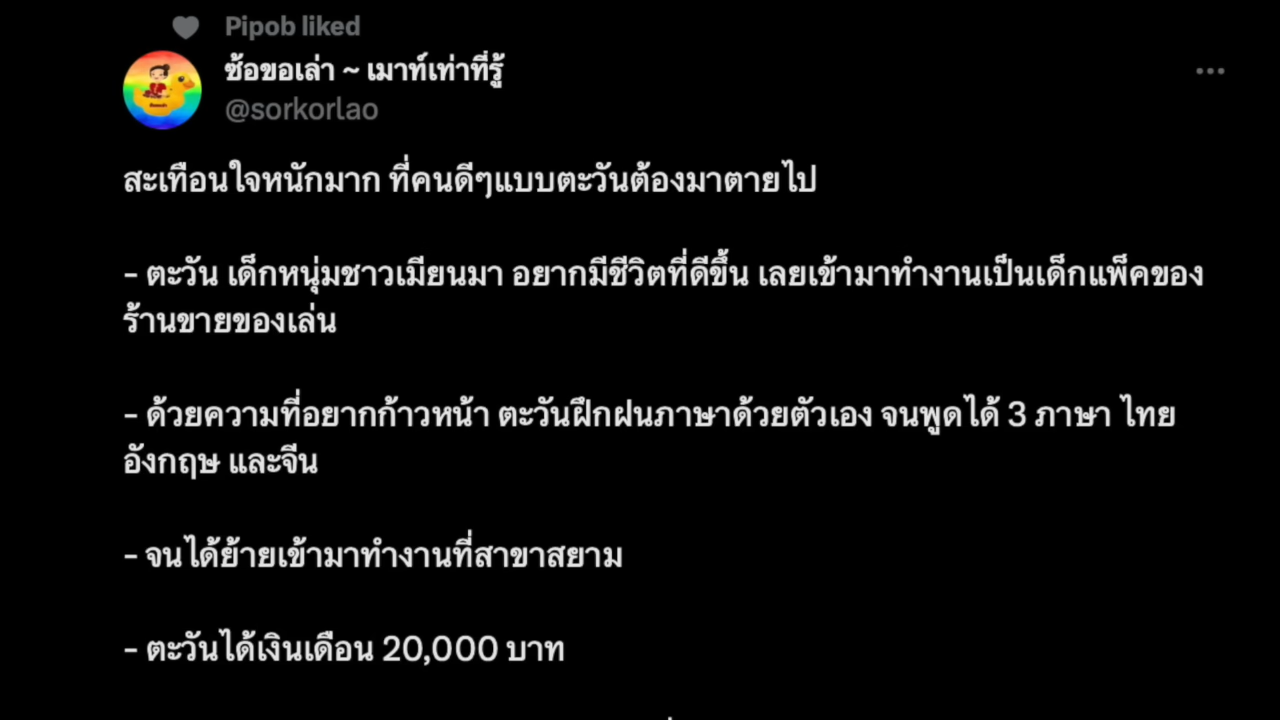 Pipob liked
ซ้อขอเล่า ~ เมาท์เท่าที่รู้
@sorkorlao
สะเทือนใจหนักมาก ที่คนดีๆแบบตะวันต้องมาตายไป
- ตะวัน เด็กหนุ่มชาวเมียนมา อยากมีชีวิตที่ดีขึ้น เลยเข้ามาทำงานเป็นเด็กแพ็คของ
ร้านขายของเล่น
- ด้วยความที่อยากก้าวหน้า ตะวันฝึกฝนภาษาด้วยตัวเอง จนพูดได้ 3 ภาษา ไทย
อังกฤษ และจีน
- จนได้ย้ายเข้ามาทำงานที่สาขาสยาม
- ตะวันได้เงินเดือน 20,000 บาท